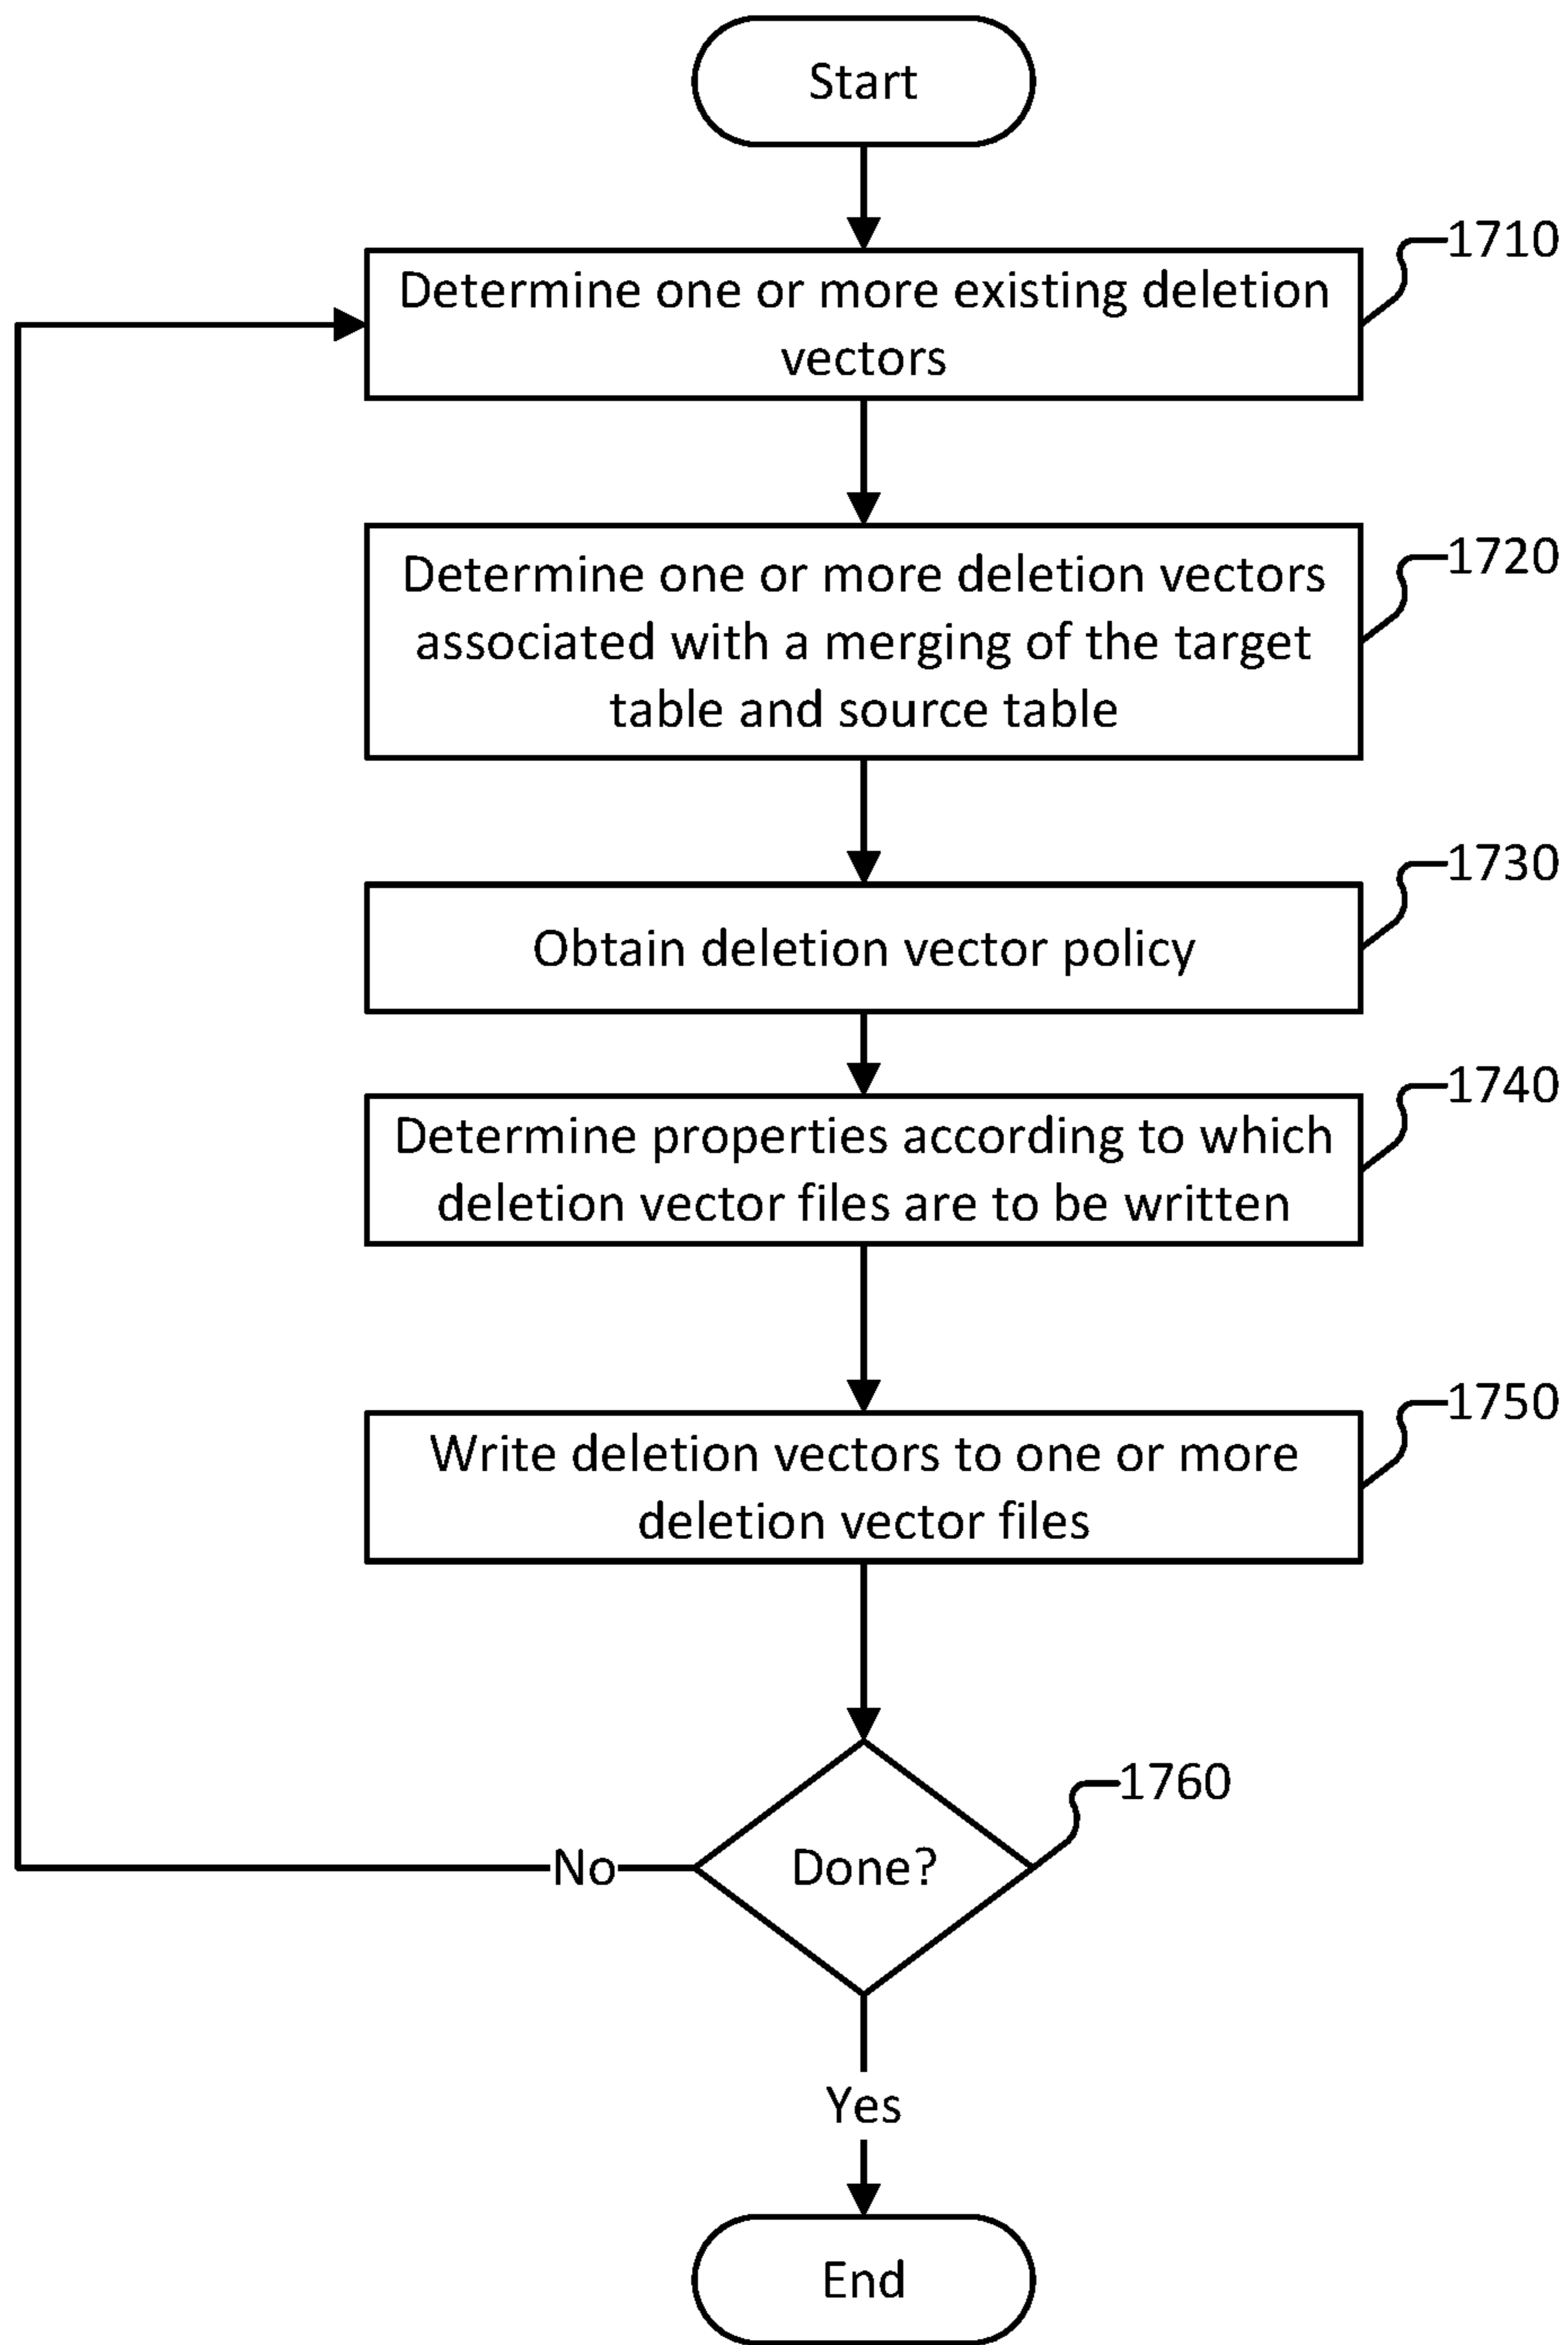 Start
1710
Determine one or more existing deletion
vectors
1720
Determine one or more deletion vectors
associated with a merging of the target
table and source table
1730
Obtain deletion vector policy
1740
Determine properties according to which
deletion vector files are to be written
1750
Write deletion vectors to one or more
deletion vector files
1760
Done?
No
Yes
End